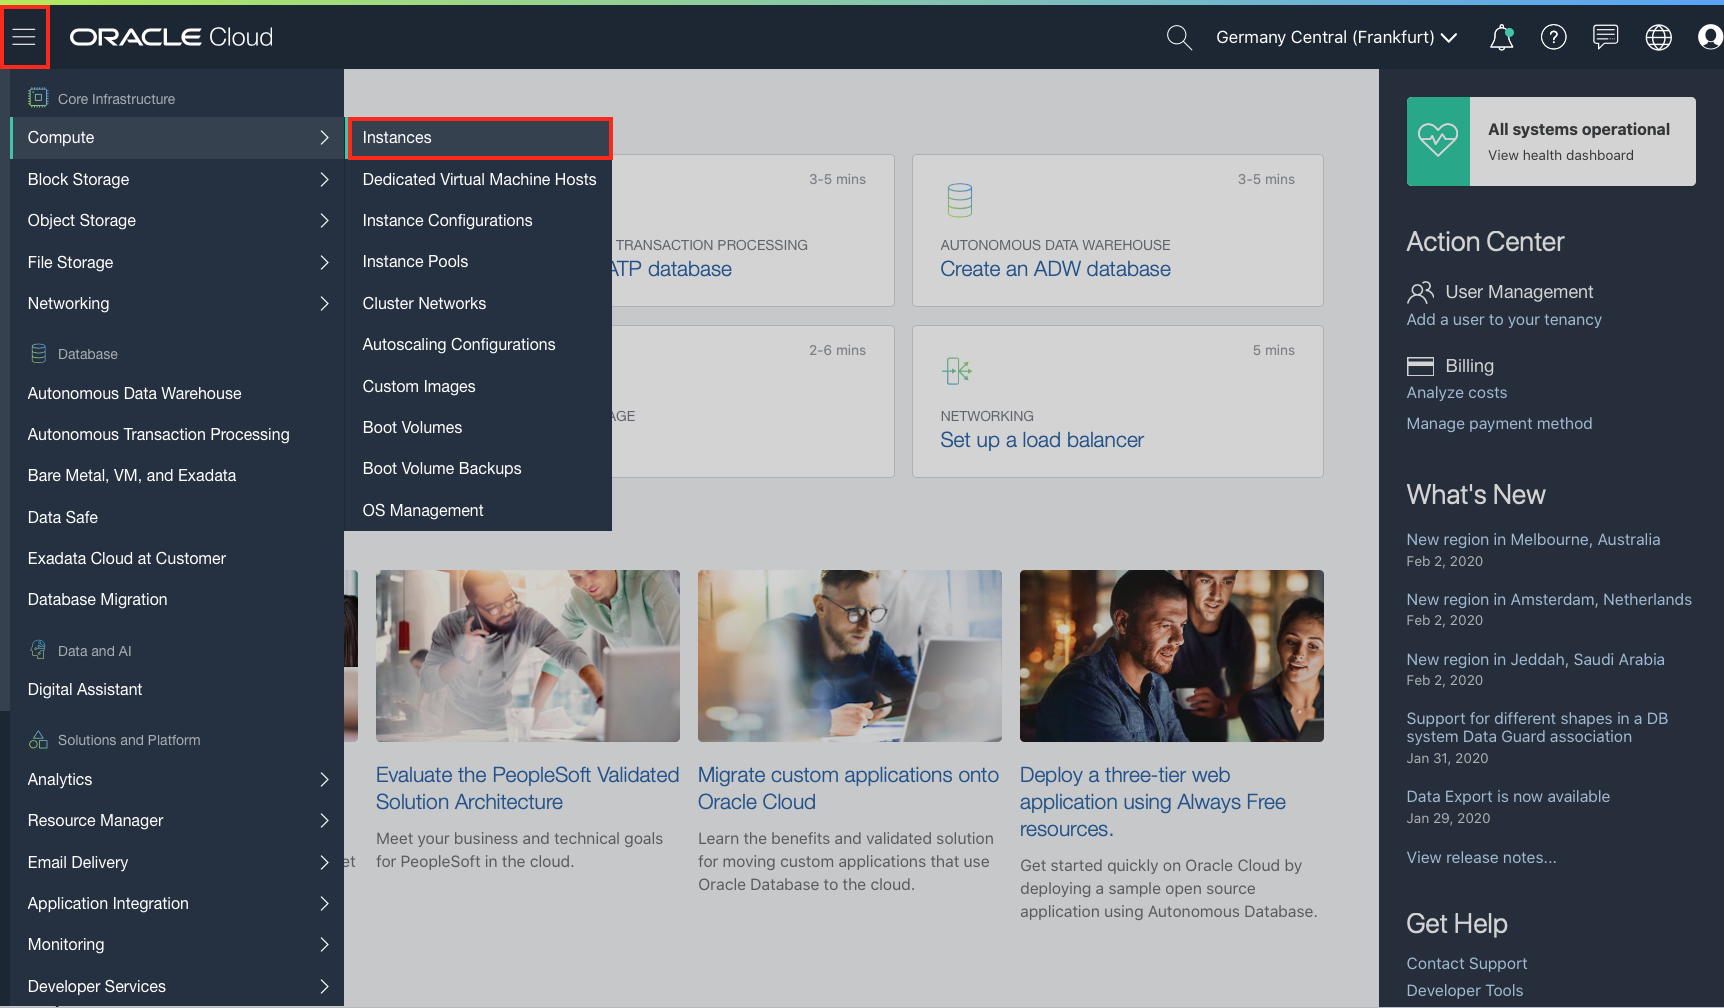 ORACLE Cloud
Germany Central (Frankfurt)
Core Infrastructure
Compute
Block Storage
Object Storage
File Storage
Networking
Database
Autonomous Data Warehouse
Autonomous Transaction Processing
Bare Metal, VM, and Exadata
Data Safe
Exadata Cloud at Customer
Database Migration
Data and AI
Digital Assistant
Solutions and Platform
Analytics
Resource Manager
Email Delivery
Application Integration
Monitoring
Developer Services
Instances
Dedicated Virtual Machine Hosts
Instance Configurations
Instance Pools
Cluster Networks
Autoscaling Configurations
Custom Images
Boot Volumes
Boot Volume Backups
OS Management
3-5 mins
TRANSACTION PROCESSING
ATP database
3-5 mins
AUTONOMOUS DATA WAREHOUSE
Create an ADW database
2-6 mins
AGE
5 mins
NETWORKING
Set up a load balancer
et
Evaluate the PeopleSoft Validated
Solution Architecture
Meet your business and technical goals
for PeopleSoft in the cloud.
Migrate custom applications onto
Oracle Cloud
Learn the benefits and validated solution
for moving custom applications that use
Oracle Database to the cloud.
Deploy a three-tier web
application using Always Free
resources.
Get started quickly on Oracle Cloud by
deploying a sample open source
application using Autonomous Database.
All systems operational
View health dashboard
Action Center
User Management
Add a user to your tenancy
Billing
Analyze costs
Manage payment method
What's New
New region in Melbourne, Australia
Feb 2, 2020
New region in Amsterdam, Netherlands
Feb 2, 2020
New region in Jeddah, Saudi Arabia
Feb 2, 2020
Support for different shapes in a DB
system Data Guard association
Jan 31, 2020
Data Export is now available
Jan 29, 2020
View release notes...
Get Help
Contact Support
Developer Tools